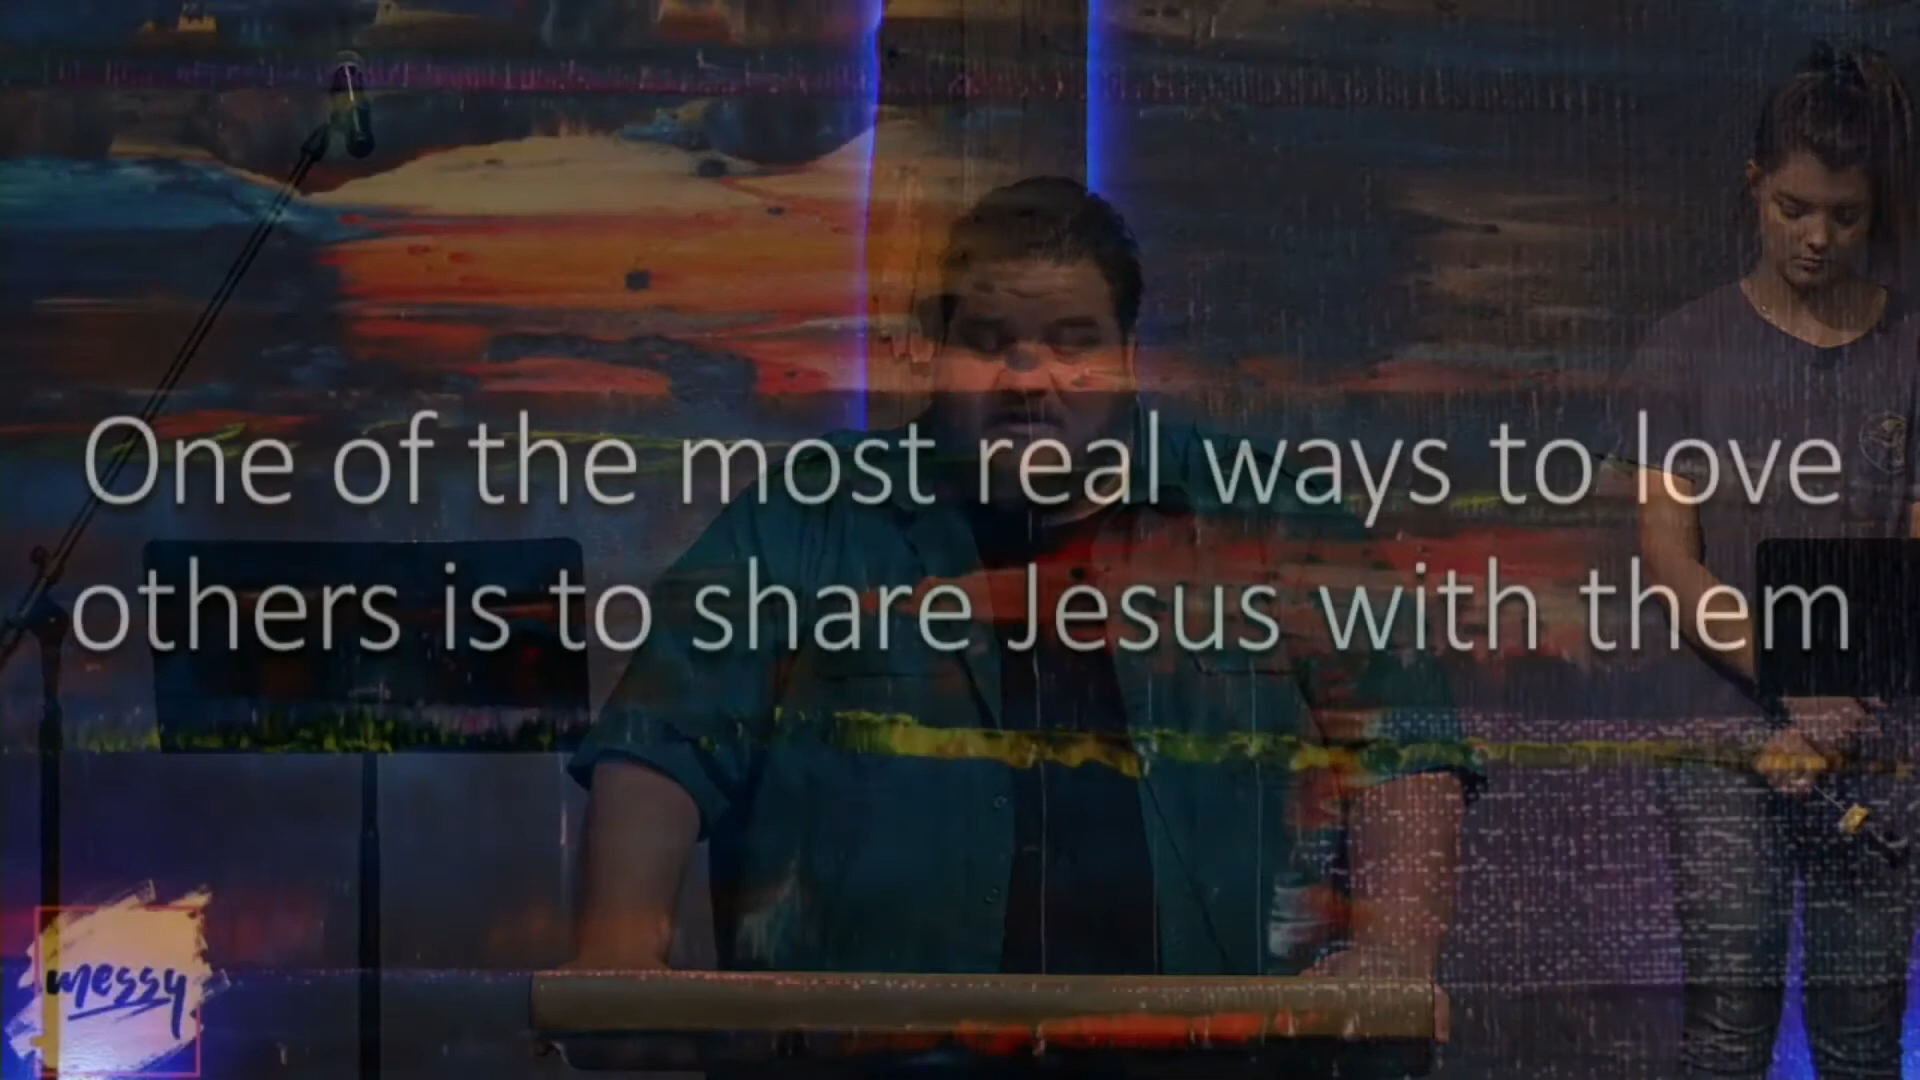 One of the most real ways to love
others is to share Jesus with them
messy